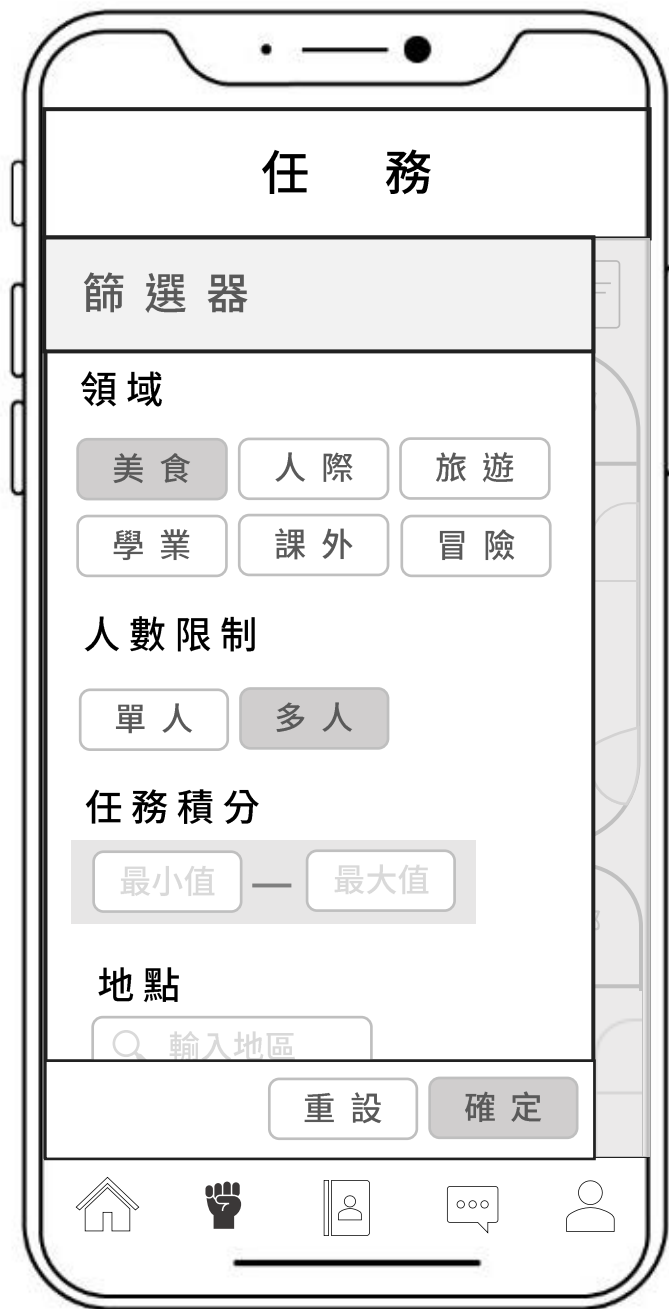 任務
篩選器
領域
美食 人際 旅遊
學業 課外 冒險
人數限制
單人 多人
任務積分
最小值 — 最大值
地點
輸入地區
重設 確定